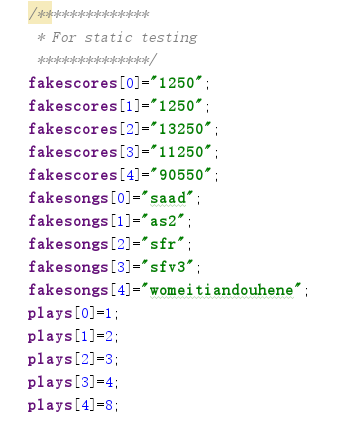 /**************
 * For static testing
 **************/
fakescores[0]="1250";
fakescores[1]="1250";
fakescores[2]="13250";
fakescores[3]="11250";
fakescores[4]="90550";
fakesongs[0]="saad";
fakesongs[1]="as2";
fakesongs[2]="sfr";
fakesongs[3]="sfv3";
fakesongs[4]="womeitiandouhene";
plays[0]=1;
plays[1]=2;
plays[2]=3;
plays[3]=4;
plays[4]=8;